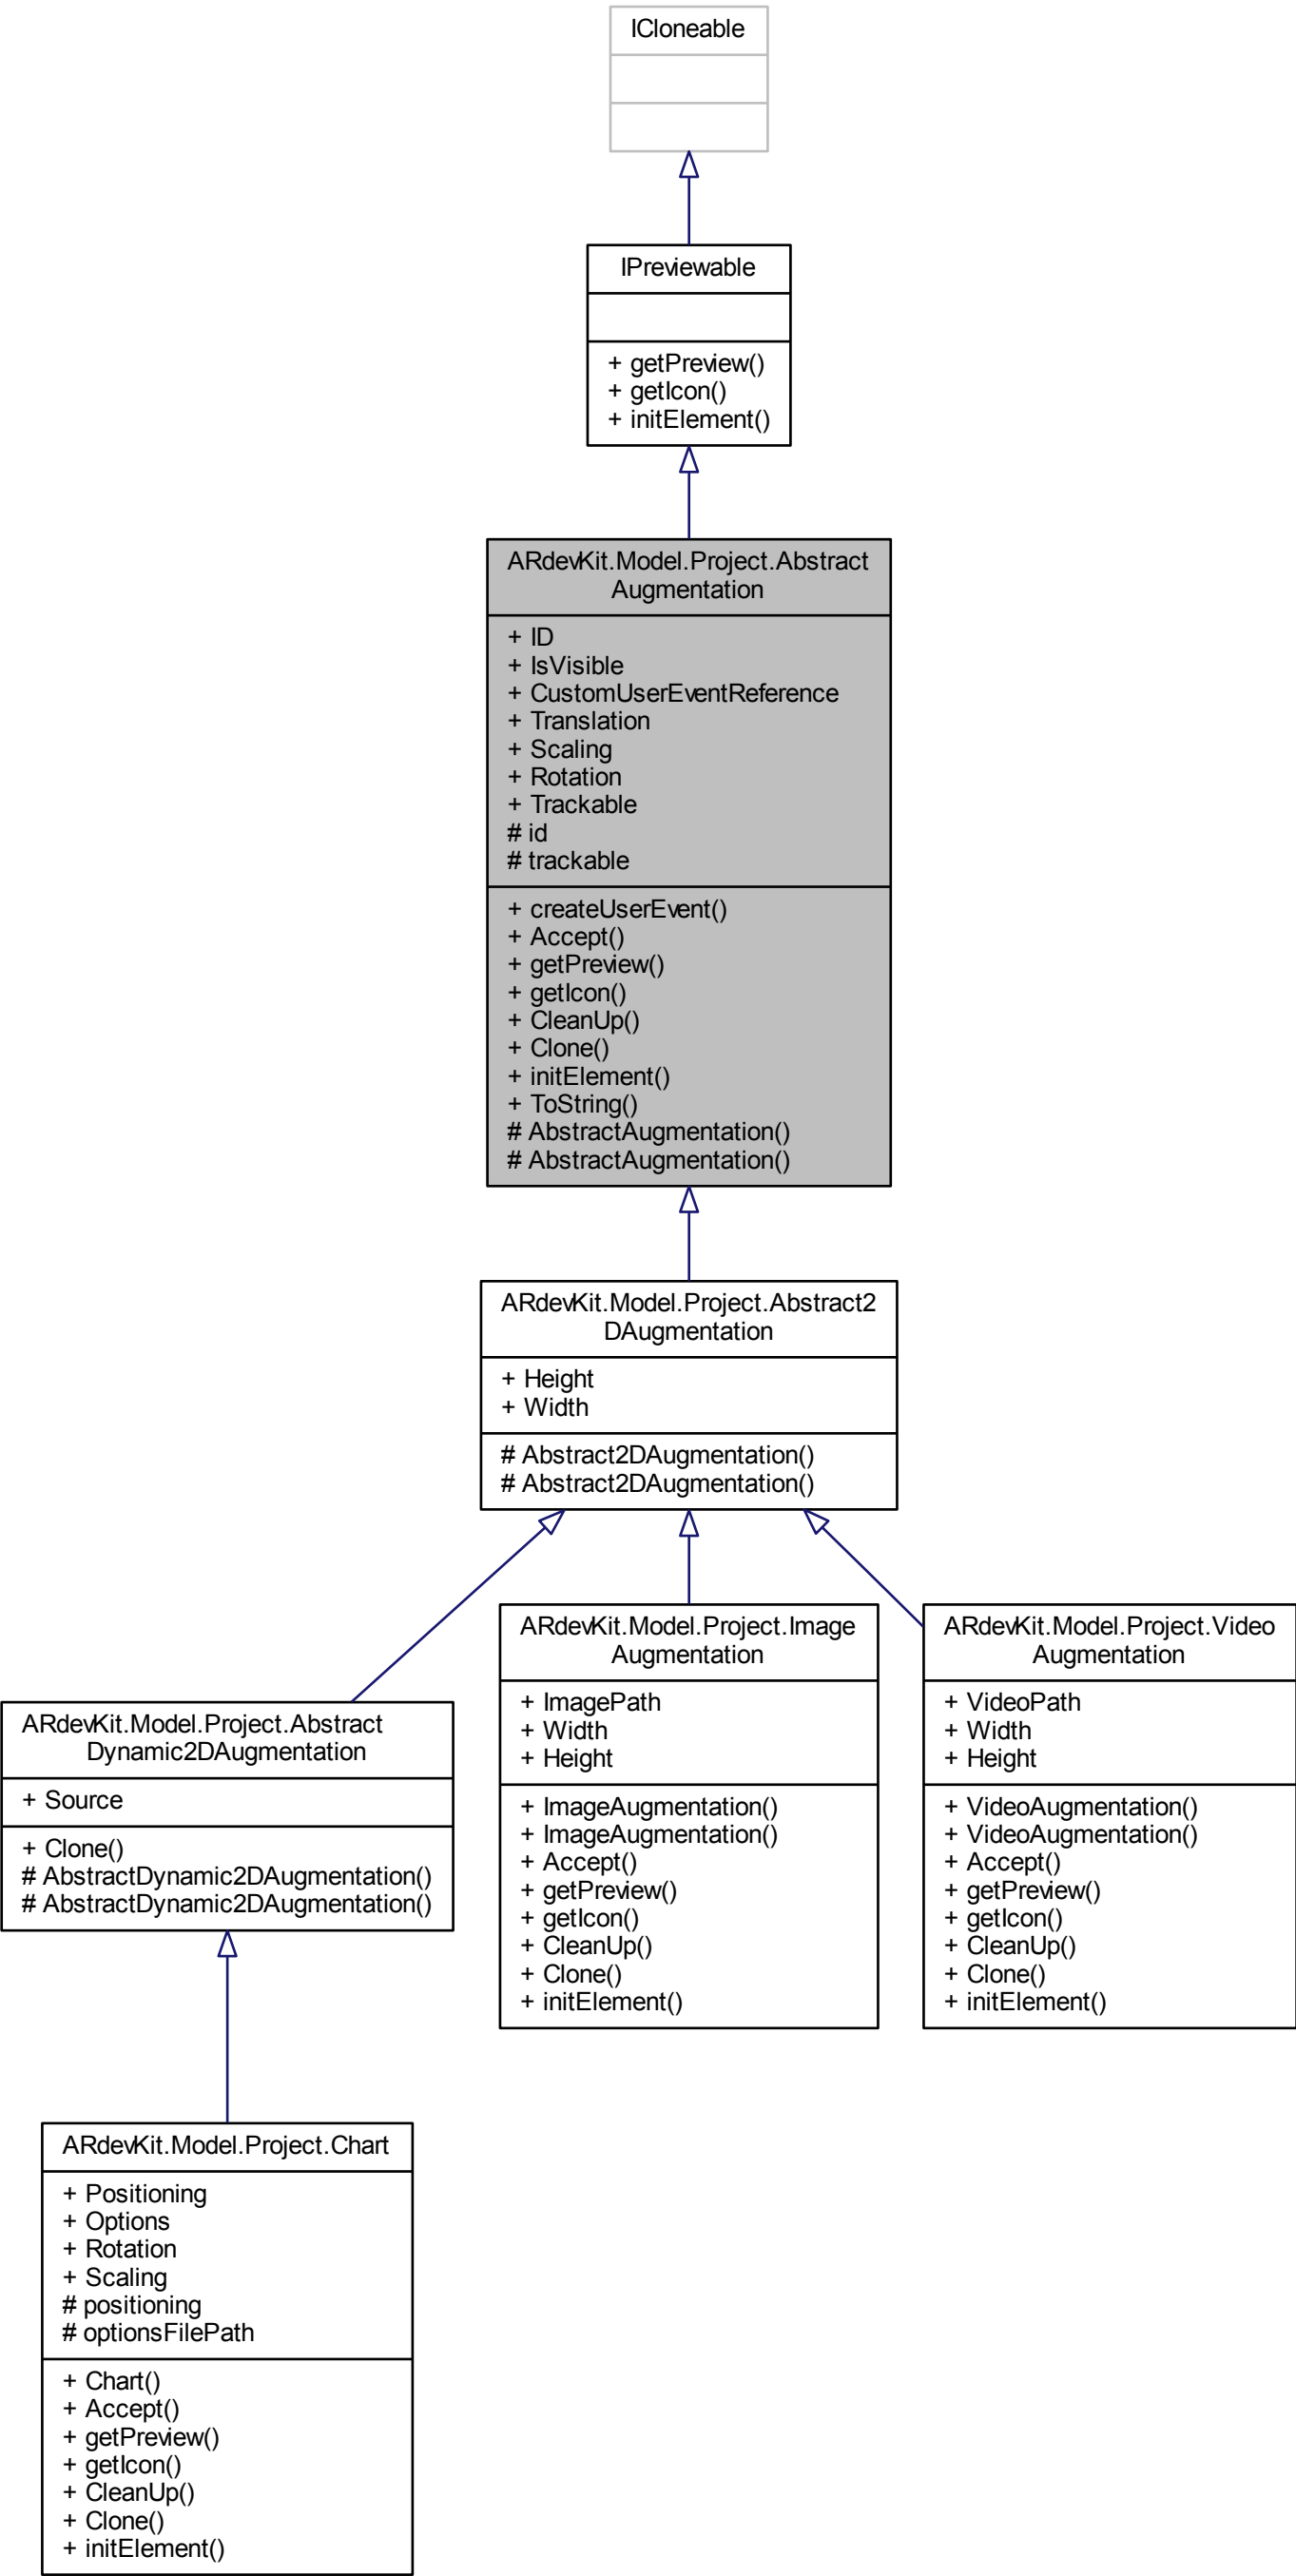 ICloneable
IPreviewable
+ getPreview()
+ getIcon()
+ initElement()
ARdevKit.Model.Project.Abstract
Augmentation
+ ID
+ IsVisible
+ CustomUserEventReference
+ Translation
+ Scaling
+ Rotation
+ Trackable
# id
# trackable
+ createUserEvent()
+ Accept()
+ getPreview()
+ getIcon()
+ CleanUp()
+ Clone()
+ initElement()
+ ToString()
# AbstractAugmentation()
# AbstractAugmentation()
ARdevKit.Model.Project.Abstract2
DAugmentation
+ Height
+ Width
# Abstract2DAugmentation()
# Abstract2DAugmentation()
ARdevKit.Model.Project.Abstract
Dynamic2DAugmentation
+ Source
+ Clone()
# AbstractDynamic2DAugmentation()
# AbstractDynamic2DAugmentation()
ARdevKit.Model.Project.Image
Augmentation
+ ImagePath
+ Width
+ Height
+ ImageAugmentation()
+ ImageAugmentation()
+ Accept()
+ getPreview()
+ getIcon()
+ CleanUp()
+ Clone()
+ initElement()
ARdevKit.Model.Project.Video
Augmentation
+ VideoPath
+ Width
+ Height
+ VideoAugmentation()
+ VideoAugmentation()
+ Accept()
+ getPreview()
+ getIcon()
+ CleanUp()
+ Clone()
+ initElement()
ARdevKit.Model.Project.Chart
+ Positioning
+ Options
+ Rotation
+ Scaling
# positioning
# optionsFilePath
+ Chart()
+ Accept()
+ getPreview()
+ getIcon()
+ CleanUp()
+ Clone()
+ initElement()